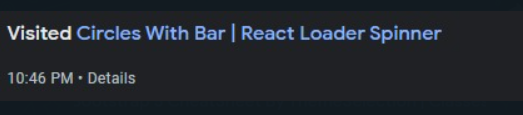 Visited Circles With Bar | React Loader Spinner
10:46 PM • Details